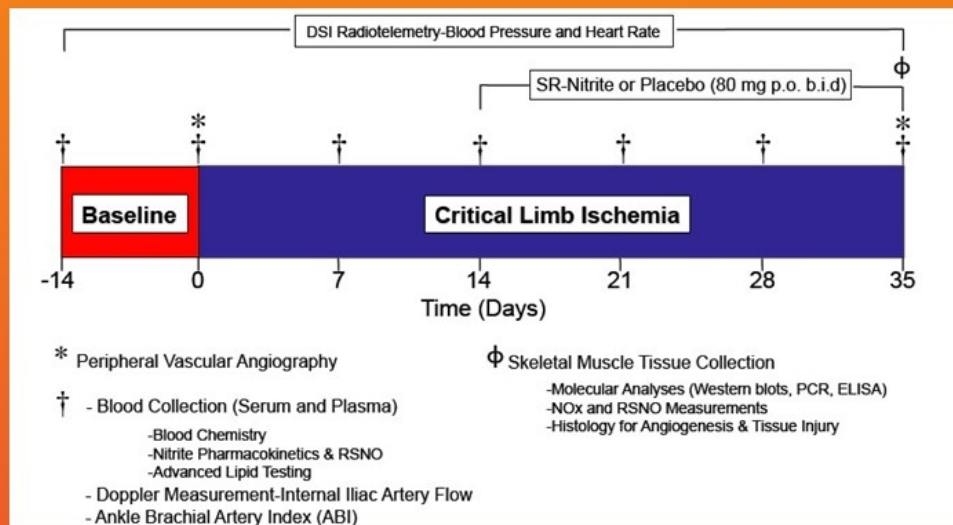 DSI Radiotelemetry-Blood Pressure and Heart Rate
ϕ
SR-Nitrite or Placebo (80 mg p.o. b.i.d)
* *
† † † † † † †
Baseline Critical Limb Ischemia
-14 0 7 14 21 28 35
Time (Days)
* Peripheral Vascular Angiography
† - Blood Collection (Serum and Plasma)
-Blood Chemistry
-Nitrite Pharmacokinetics & RSNO
-Advanced Lipid Testing
- Doppler Measurement-Internal Iliac Artery Flow
- Ankle Brachial Artery Index (ABI)
ϕ Skeletal Muscle Tissue Collection
-Molecular Analyses (Western blots, PCR, ELISA)
-NOx and RSNO Measurements
-Histology for Angiogenesis & Tissue Injury